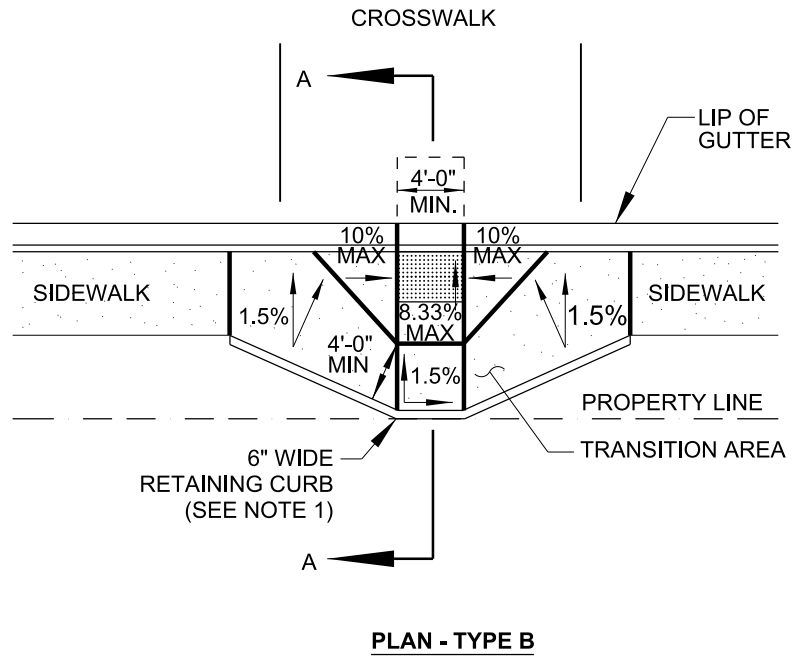 CROSSWALK
A
LIP OF
GUTTER
4'-0"
MIN.
10%
MAX
10%
MAX
SIDEWALK
SIDEWALK
1.5%
8.33%
MAX
1.5%
4'-0"
MIN
1.5%
PROPERTY LINE
6" WIDE
RETAINING CURB
(SEE NOTE 1)
TRANSITION AREA
A
PLAN - TYPE B